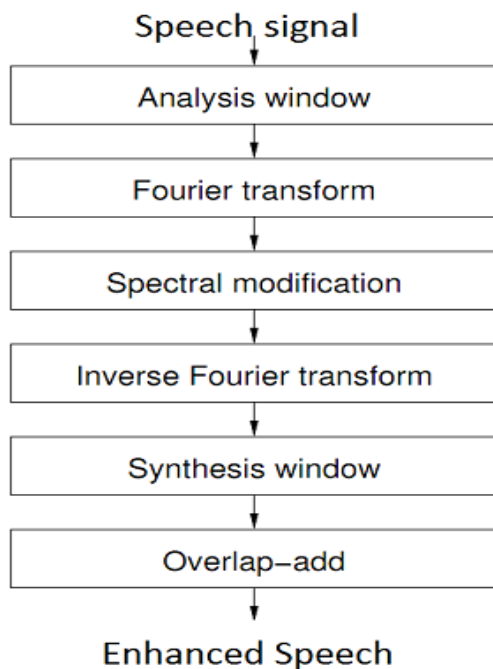 Speech signal
Analysis window
Fourier transform
Spectral modification
Inverse Fourier transform
Synthesis window
Overlap–add
Enhanced Speech